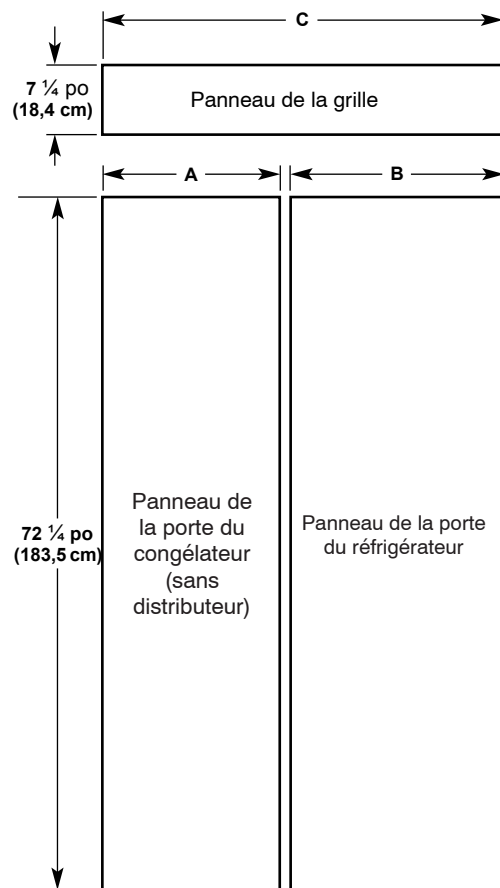 C
7 ¼ po
(18,4 cm)
Panneau de la grille
A
B
72 ¼ po
(183,5 cm)
Panneau de
la porte du
congélateur
(sans
distributeur)
Panneau de la porte
du réfrigérateur